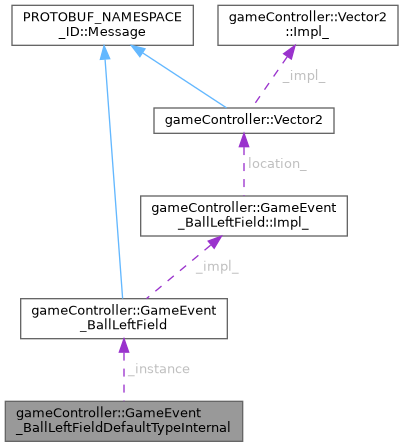 PROTOBUF_NAMESPACE
_ID::Message
gameController::Vector2
::Impl_
_impl_
gameController::Vector2
location_
gameController::GameEvent
_BallLeftField::Impl_
_impl_
gameController::GameEvent
_BallLeftField
_instance
gameController::GameEvent
_BallLeftFieldDefaultTypeInternal